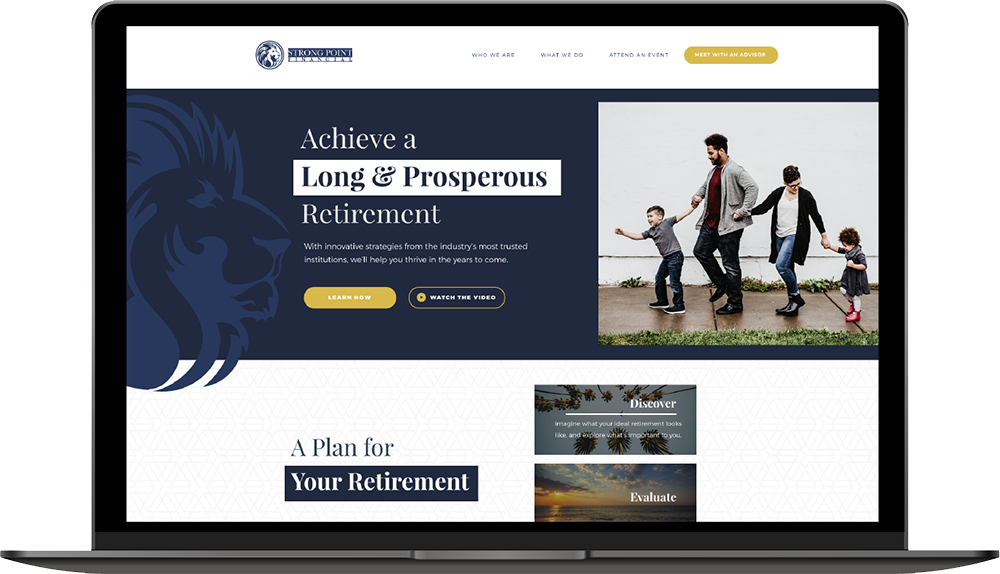 STRONG POINT
FINANCIAL
WHO WE ARE
WHAT WE DO
ATTEND AN EVENT
MEET WITH AN ADVISOR
Achieve a
Long & Prosperous
Retirement
With innovative strategies from the industry's most trusted
institutions, we'll help you thrive in the years to come.
LEARN HOW
WATCH THE VIDEO
A Plan for
Your Retirement
Discover
Imagine what your ideal retirement looks
like, and explore what's important to you.
Evaluate